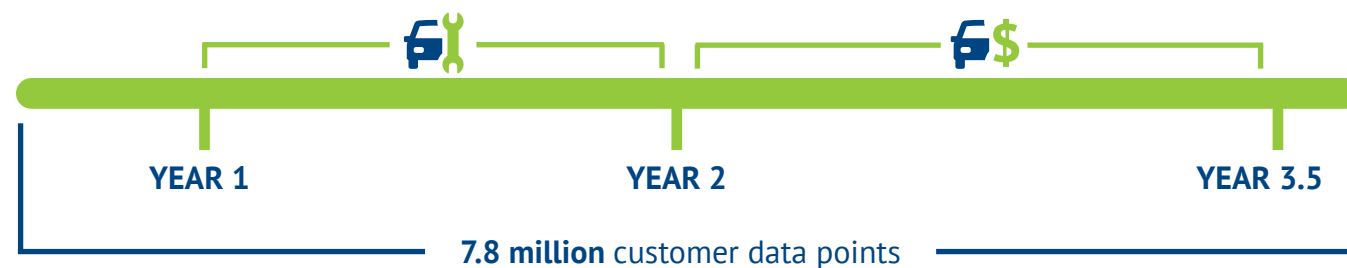 $
YEAR 1
YEAR 2
YEAR 3.5
7.8 million customer data points